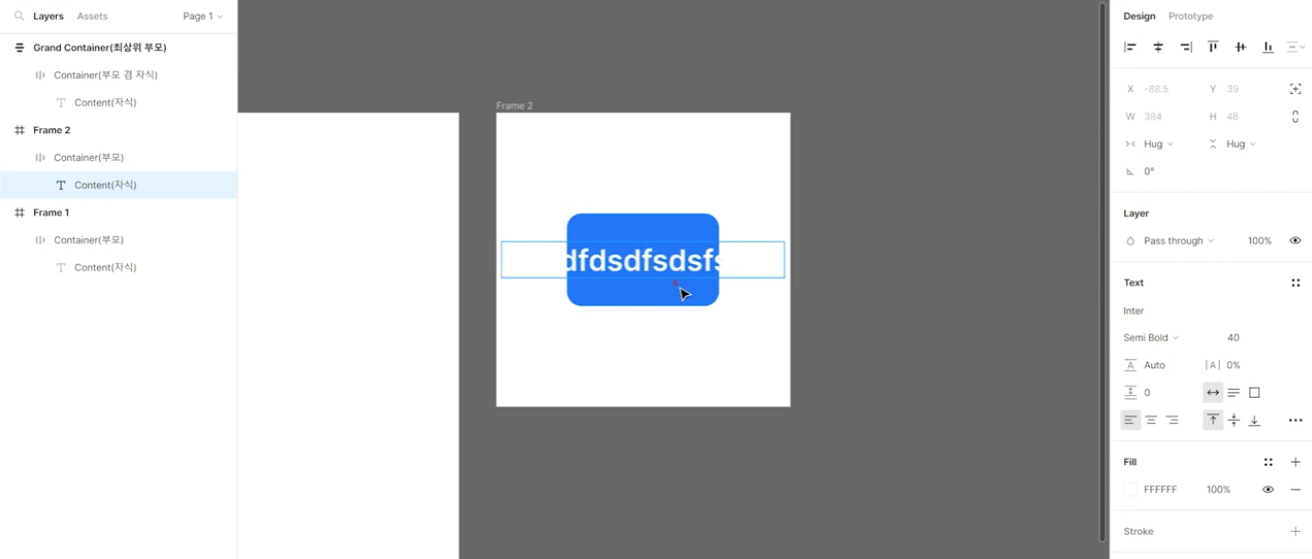 Layers Assets Page 1
Grand Container(최상위 부모)
Container(부모 겸 자식)
Content(자식)
Frame 2
Container(부모)
Content(자식)
Frame 1
Container(부모)
Content(자식)
Frame 2
dfdsdfsdsfs
Design Prototype
X -88.5 Y 39
W 384 H 48
Hug Hug
0°
Layer
Pass through 100%
Text
Inter
Semi Bold 40
Auto |A| 0%
0
Fill
FFFFFF 100%
Stroke